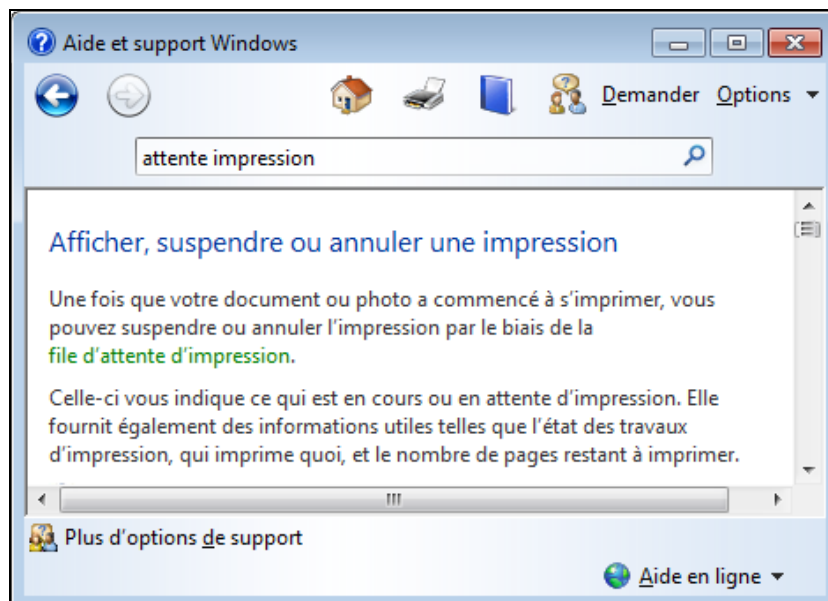 Aide et support Windows
Demander Options
attente impression
Afficher, suspendre ou annuler une impression
Une fois que votre document ou photo a commencé à s’imprimer, vous
pouvez suspendre ou annuler l’impression par le biais de la
file d’attente d’impression.
Celle-ci vous indique ce qui est en cours ou en attente d’impression. Elle
fournit également des informations utiles telles que l’état des travaux
d’impression, qui imprime quoi, et le nombre de pages restant à imprimer.
Plus d’options de support
Aide en ligne